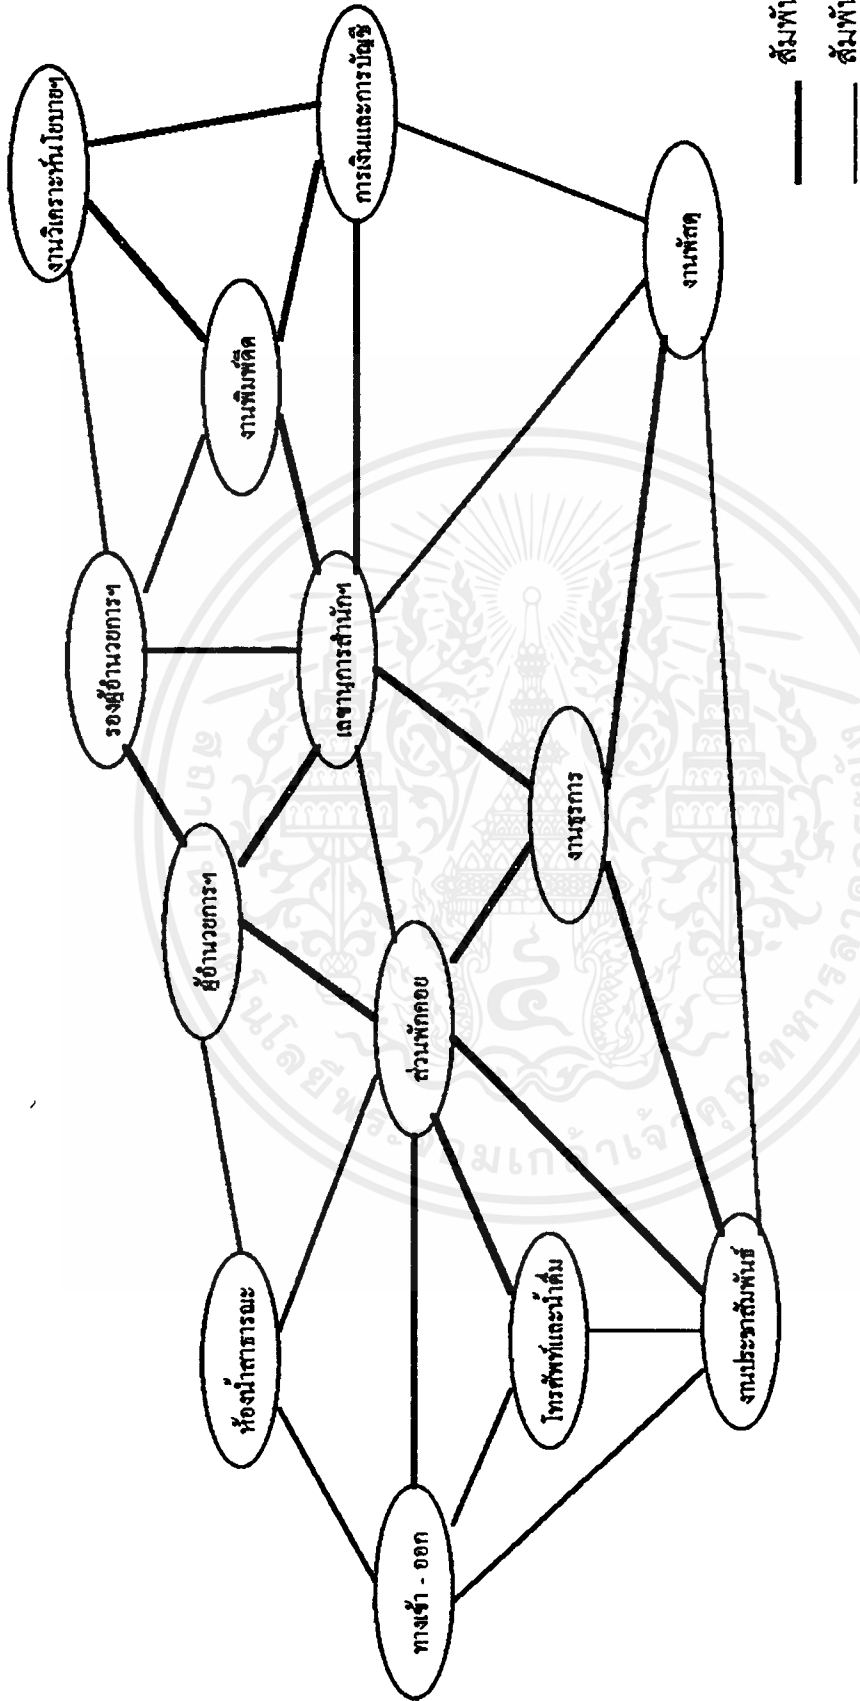 งานวิเคราะห์นโยบายฯ
การเงินและการบัญชี
งานพิมพ์ดีด
งานพัสดุ
รองผู้อำนวยการฯ
เลขานุการสำนักฯ
ผู้อำนวยการฯ
งานธุรการ
ส่วนพักคอย
ห้องน้ำสาธารณะ
โทรศัพท์และน้ำดื่ม
งานประชาสัมพันธ์
ทางเข้า - ออก